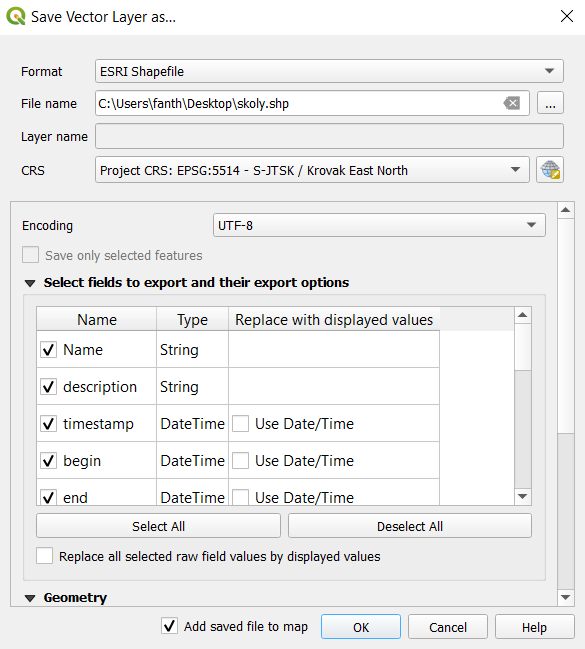 Save Vector Layer as...
Format ESRI Shapefile
File name C:\Users\fanth\Desktop\skoly.shp ...
Layer name
CRS Project CRS: EPSG:5514 - S-JTSK / Krovak East North
Encoding UTF-8
Save only selected features
Select fields to export and their export options
Name Type Replace with displayed values
Name String
description String
timestamp DateTime Use Date/Time
begin DateTime Use Date/Time
end DateTime Use Date/Time
Select All Deselect All
Replace all selected raw field values by displayed values
Geometry
Add saved file to map OK Cancel Help